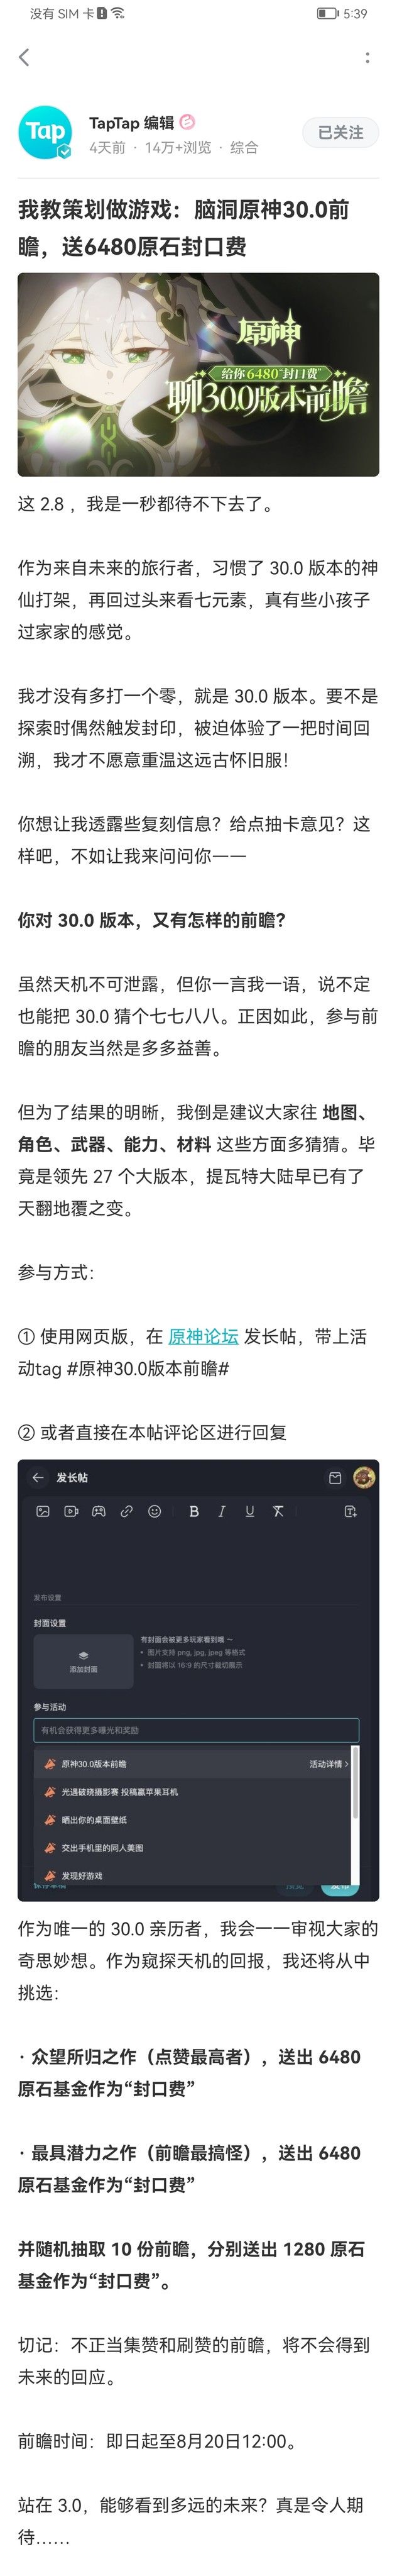 没有 SIM 卡
5:39
Tap
TapTap 编辑
4天前 · 14万+浏览 · 综合
已关注
我教策划做游戏：脑洞原神30.0前
瞻，送6480原石封口费
原神
给你6480“封口费”
聊30.0版本前瞻
这 2.8 ，我是一秒都待不下去了。
作为来自未来的旅行者，习惯了 30.0 版本的神
仙打架，再回过头来看七元素，真有些小孩子
过家家的感觉。
我才没有多打一个零，就是 30.0 版本。要不是
探索时偶然触发封印，被迫体验了一把时间回
溯，我才不愿意重温这远古怀旧服！
你想让我透露些复刻信息？给点抽卡意见？这
样吧，不如让我来问问你——
你对 30.0 版本，又有怎样的前瞻？
虽然天机不可泄露，但你一言我一语，说不定
也能把 30.0 猜个七七八八。正因如此，参与前
瞻的朋友当然是多多益善。
但为了结果的明晰，我倒是建议大家往 地图、
角色、武器、能力、材料 这些方面多猜猜。毕
竟是领先 27 个大版本，提瓦特大陆早已有了
天翻地覆之变。
参与方式：
① 使用网页版，在 原神论坛 发长帖，带上活
动tag #原神30.0版本前瞻#
② 或者直接在本帖评论区进行回复
发长帖
B I U
发布设置
封面设置
添加封面
有封面会被更多玩家看到哦 ～
• 图片支持 png, jpg, jpeg 等格式
• 封面将以 16:9 的尺寸裁切展示
参与活动
有机会获得更多曝光和奖励
原神30.0版本前瞻
活动详情
光遇破晓摄影赛 投稿赢苹果耳机
晒出你的桌面壁纸
交出手机里的同人美图
发现好游戏
作为唯一的 30.0 亲历者，我会一一审视大家的
奇思妙想。作为窥探天机的回报，我还将从中
挑选：
· 众望所归之作（点赞最高者），送出 6480
原石基金作为“封口费”
· 最具潜力之作（前瞻最搞怪），送出 6480
原石基金作为“封口费”
并随机抽取 10 份前瞻，分别送出 1280 原石
基金作为“封口费”。
切记：不正当集赞和刷赞的前瞻，将不会得到
未来的回应。
前瞻时间：即日起至8月20日12:00。
站在 3.0，能够看到多远的未来？真是令人期
待……